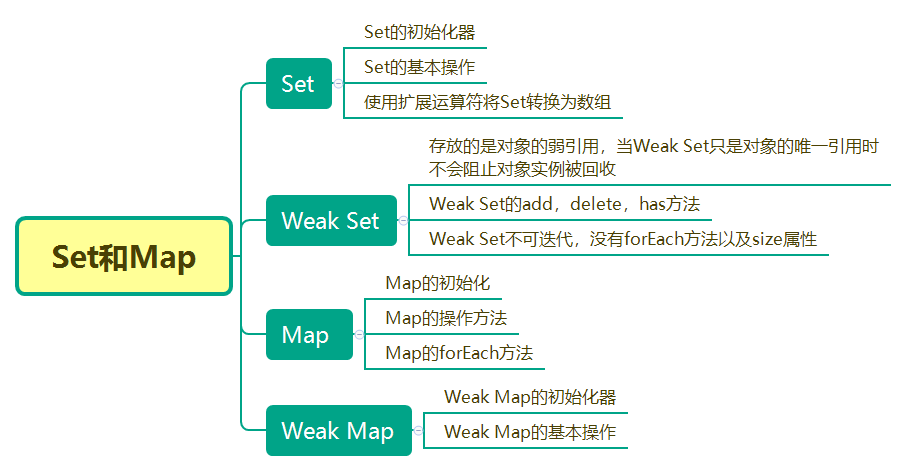 Set和Map
Set
Set的初始化器
Set的基本操作
使用扩展运算符将Set转换为数组
Weak Set
存放的是对象的弱引用，当Weak Set只是对象的唯一引用时
不会阻止对象实例被回收
Weak Set的add，delete，has方法
Weak Set不可迭代，没有forEach方法以及size属性
Map
Map的初始化
Map的操作方法
Map的forEach方法
Weak Map
Weak Map的初始化器
Weak Map的基本操作